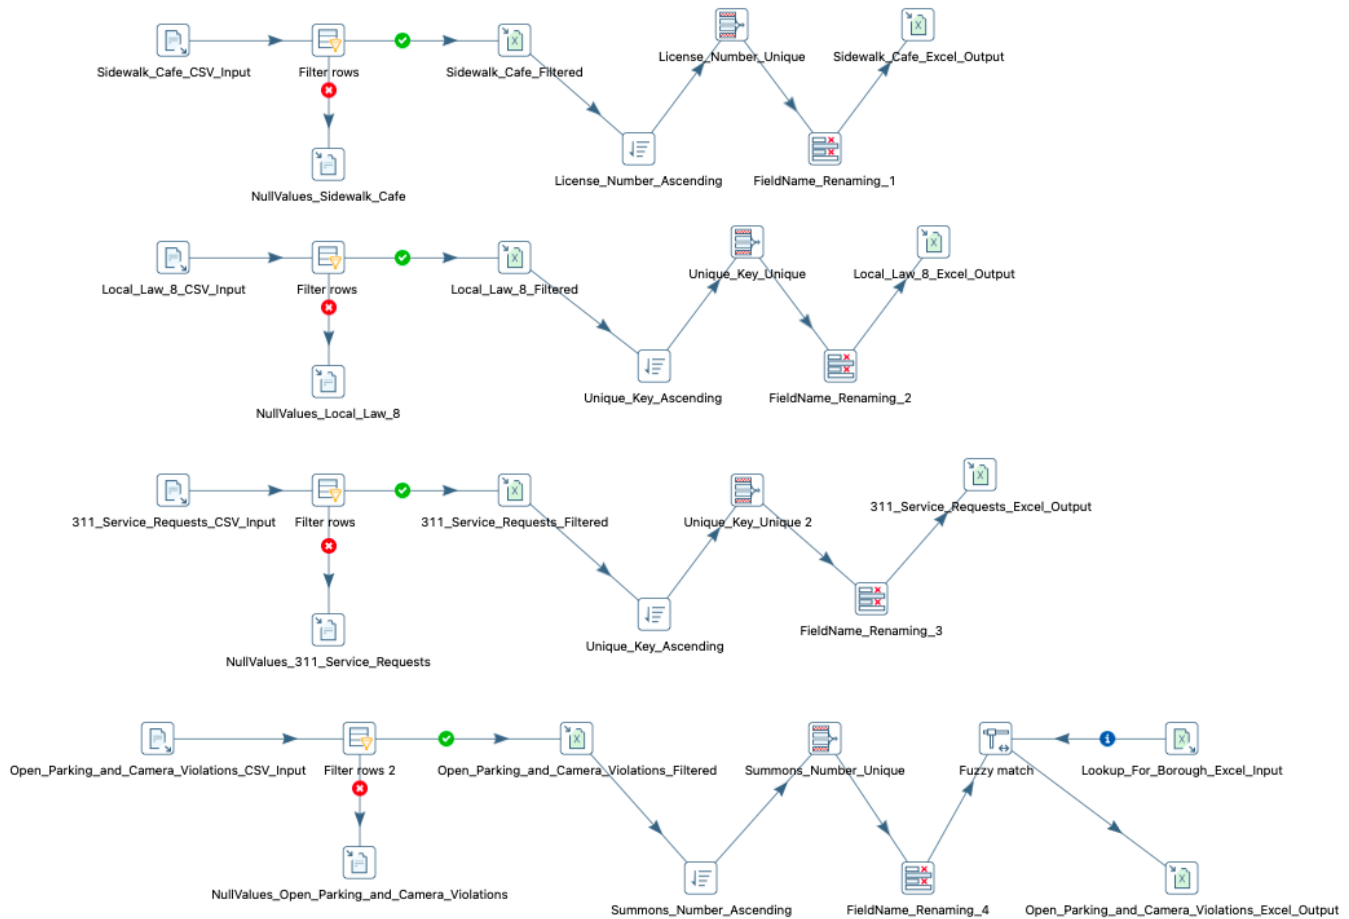 License_Number_Unique
Sidewalk_Cafe_Excel_Output
Sidewalk_Cafe_CSV_Input
Filter rows
Sidewalk_Cafe_Filtered
License_Number_Ascending
FieldName_Renaming_1
NullValues_Sidewalk_Cafe
Unique_Key_Unique
Local_Law_8_Excel_Output
Local_Law_8_CSV_Input
Filter rows
Local_Law_8_Filtered
Unique_Key_Ascending
FieldName_Renaming_2
NullValues_Local_Law_8
311_Service_Requests_Excel_Output
311_Service_Requests_CSV_Input
Filter rows
311_Service_Requests_Filtered
Unique_Key_Unique 2
FieldName_Renaming_3
Unique_Key_Ascending
NullValues_311_Service_Requests
Open_Parking_and_Camera_Violations_CSV_Input
Filter rows 2
Open_Parking_and_Camera_Violations_Filtered
Summons_Number_Unique
Fuzzy match
Lookup_For_Borough_Excel_Input
NullValues_Open_Parking_and_Camera_Violations
Summons_Number_Ascending
FieldName_Renaming_4
Open_Parking_and_Camera_Violations_Excel_Output